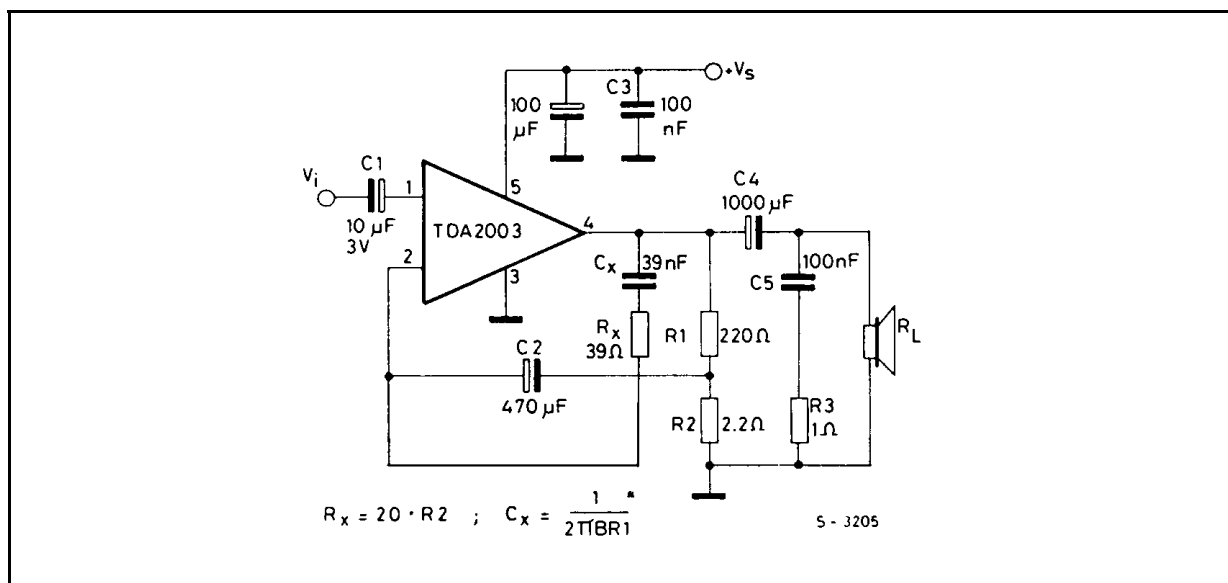 +Vs
C3
100 µF
100 nF
C1
Vi
1
5
10 µF
3V
TDA2003
4
2
3
C4
1000 µF
Cx
39nF
100nF
C5
Rx
39Ω
R1
220Ω
RL
C2
470 µF
R2
2.2Ω
R3
1Ω
Rx = 20 · R2 ; Cx = 1 / 2πBR1 *
S - 3205